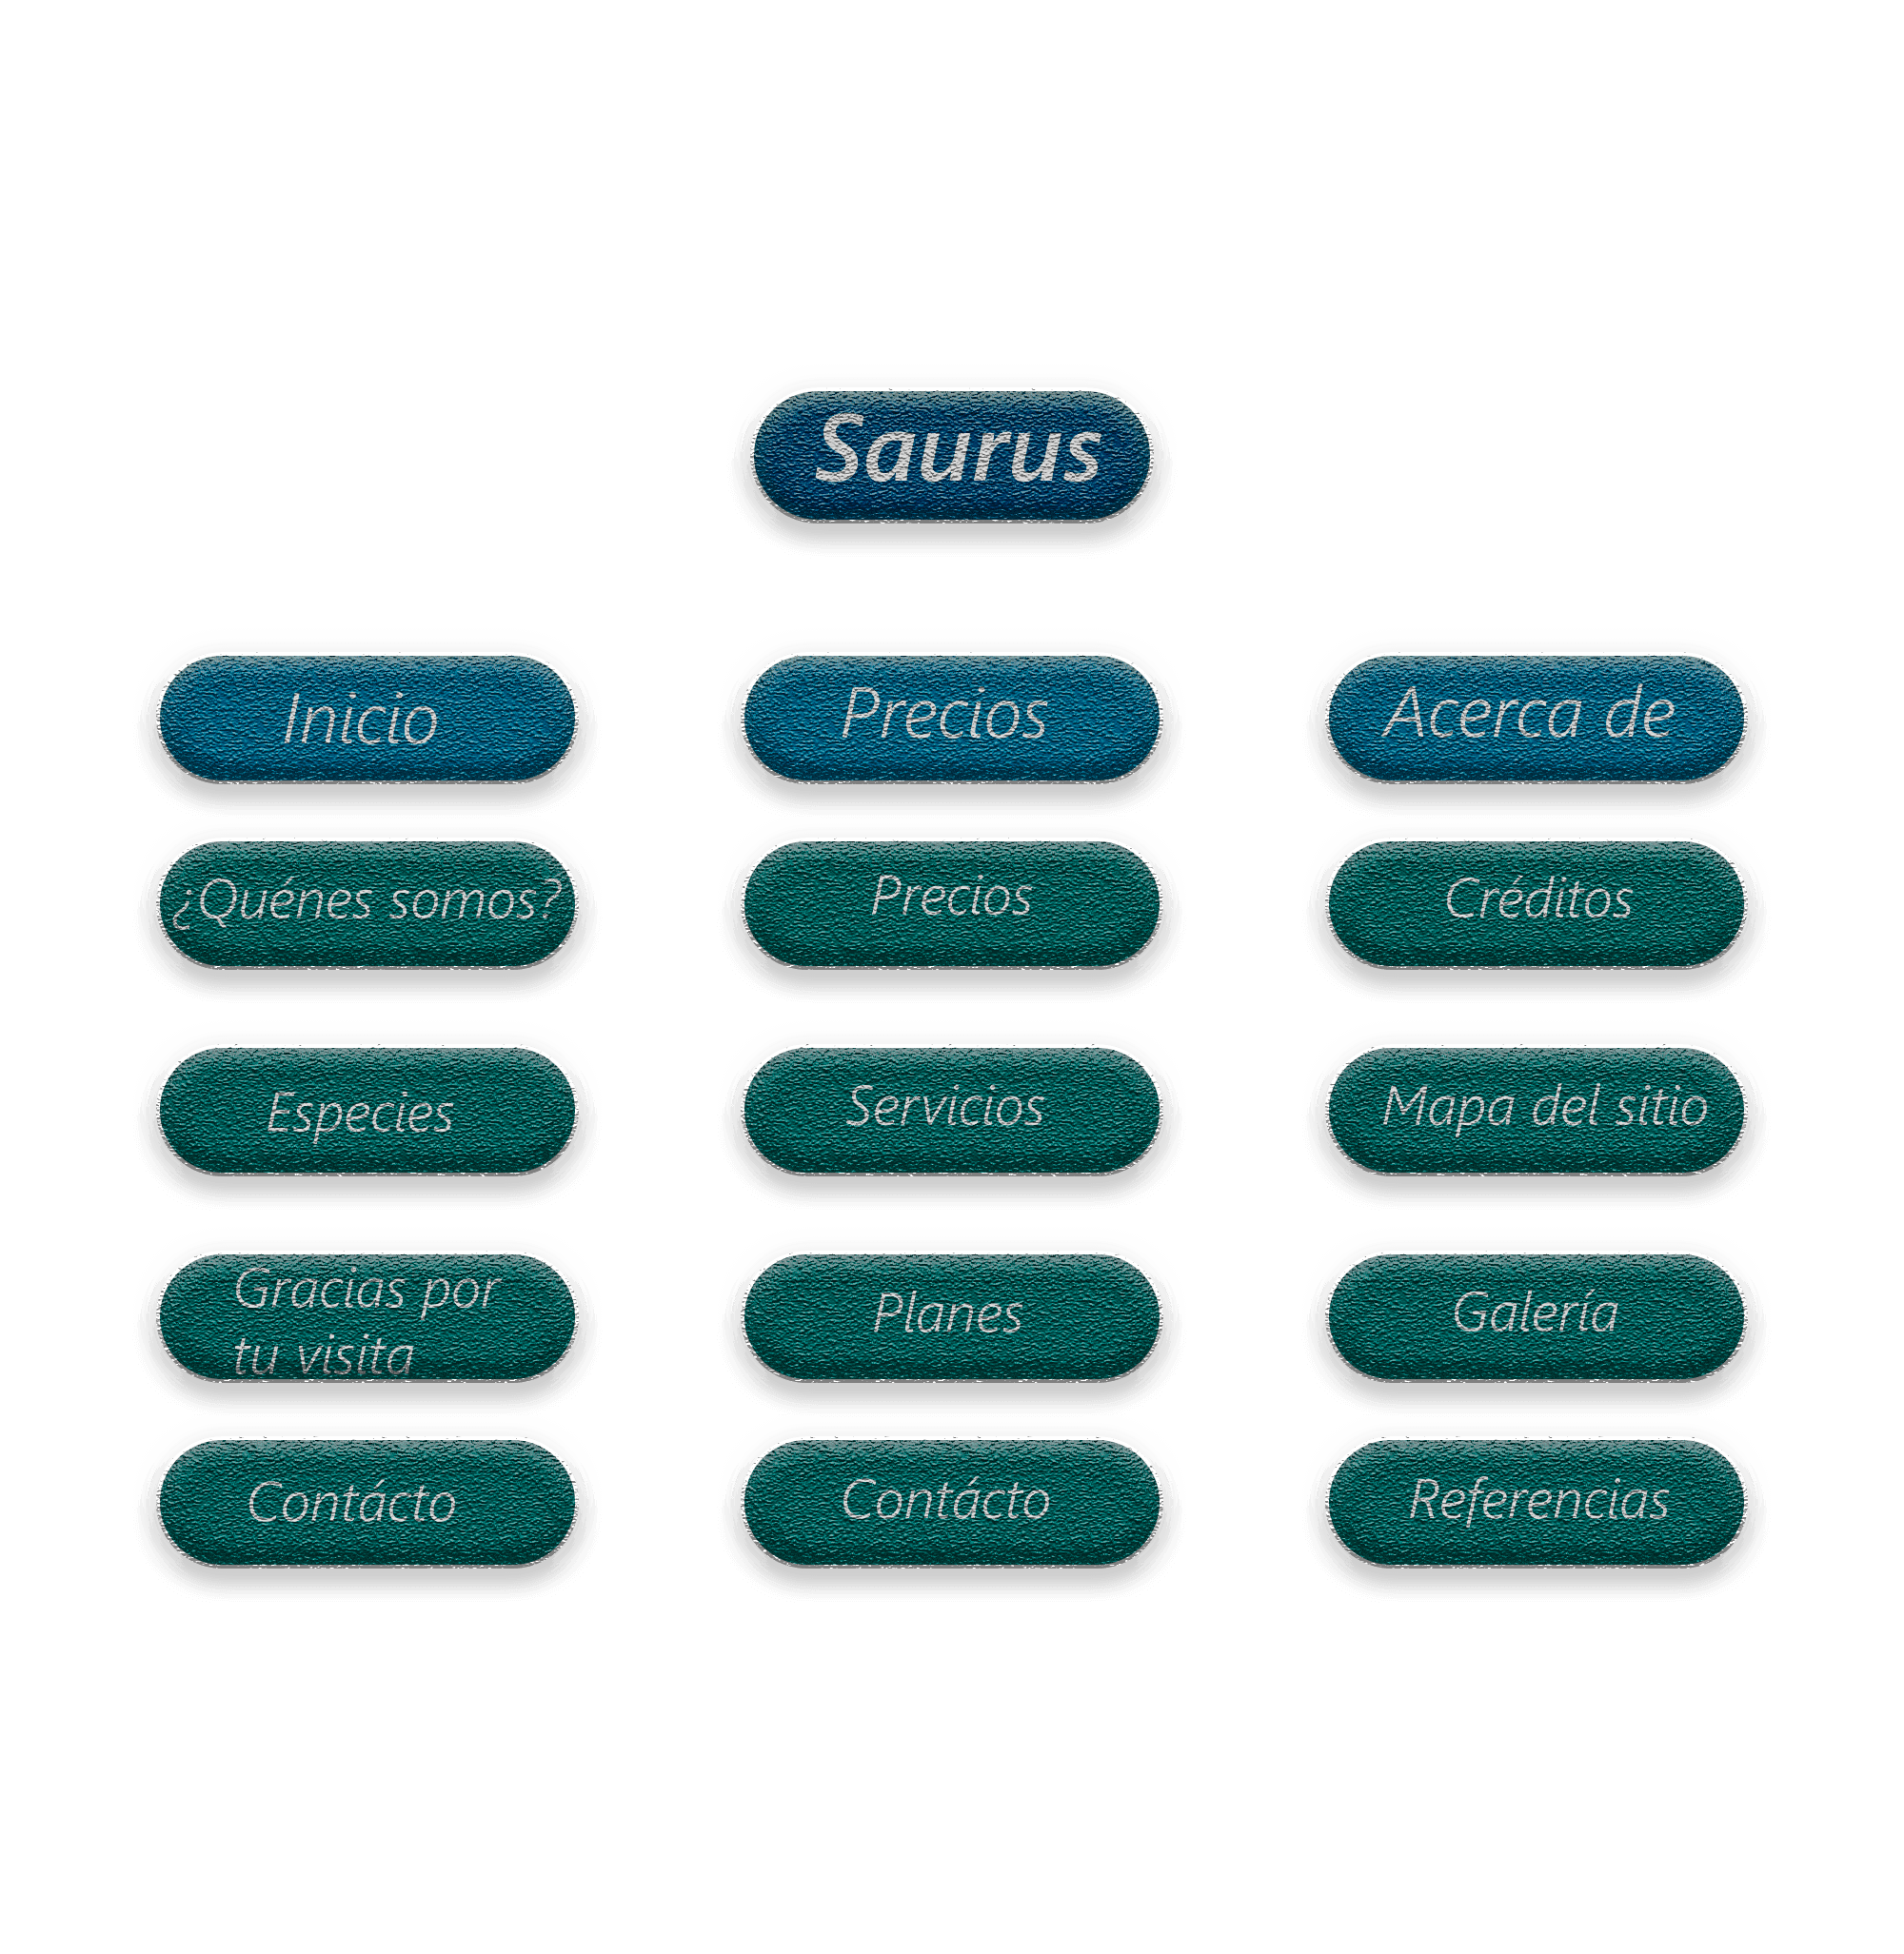 Saurus
Inicio
Precios
Acerca de
¿Quénes somos?
Precios
Créditos
Especies
Servicios
Mapa del sitio
Gracias por
tu visita
Planes
Galería
Contácto
Contácto
Referencias